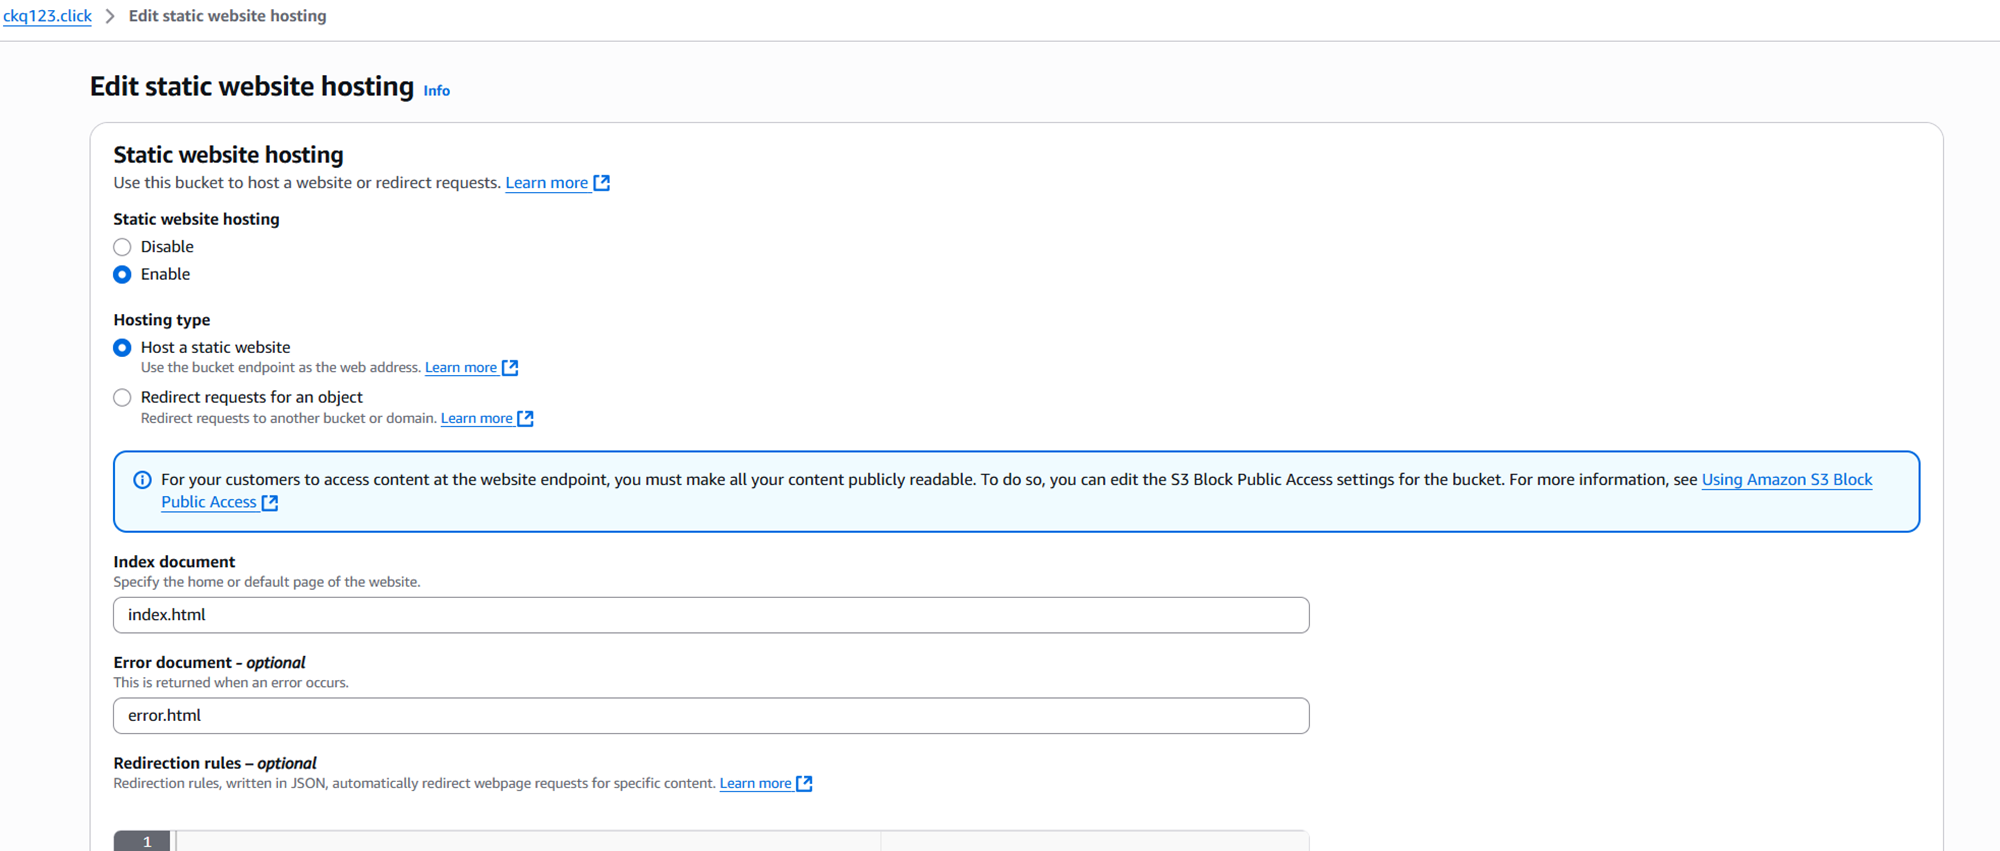 ckq123.click > Edit static website hosting
Edit static website hosting Info
Static website hosting
Use this bucket to host a website or redirect requests. Learn more
Static website hosting
Disable
Enable
Hosting type
Host a static website
Use the bucket endpoint as the web address. Learn more
Redirect requests for an object
Redirect requests to another bucket or domain. Learn more
For your customers to access content at the website endpoint, you must make all your content publicly readable. To do so, you can edit the S3 Block Public Access settings for the bucket. For more information, see Using Amazon S3 Block
Public Access
Index document
Specify the home or default page of the website.
index.html
Error document - optional
This is returned when an error occurs.
error.html
Redirection rules – optional
Redirection rules, written in JSON, automatically redirect webpage requests for specific content. Learn more
1